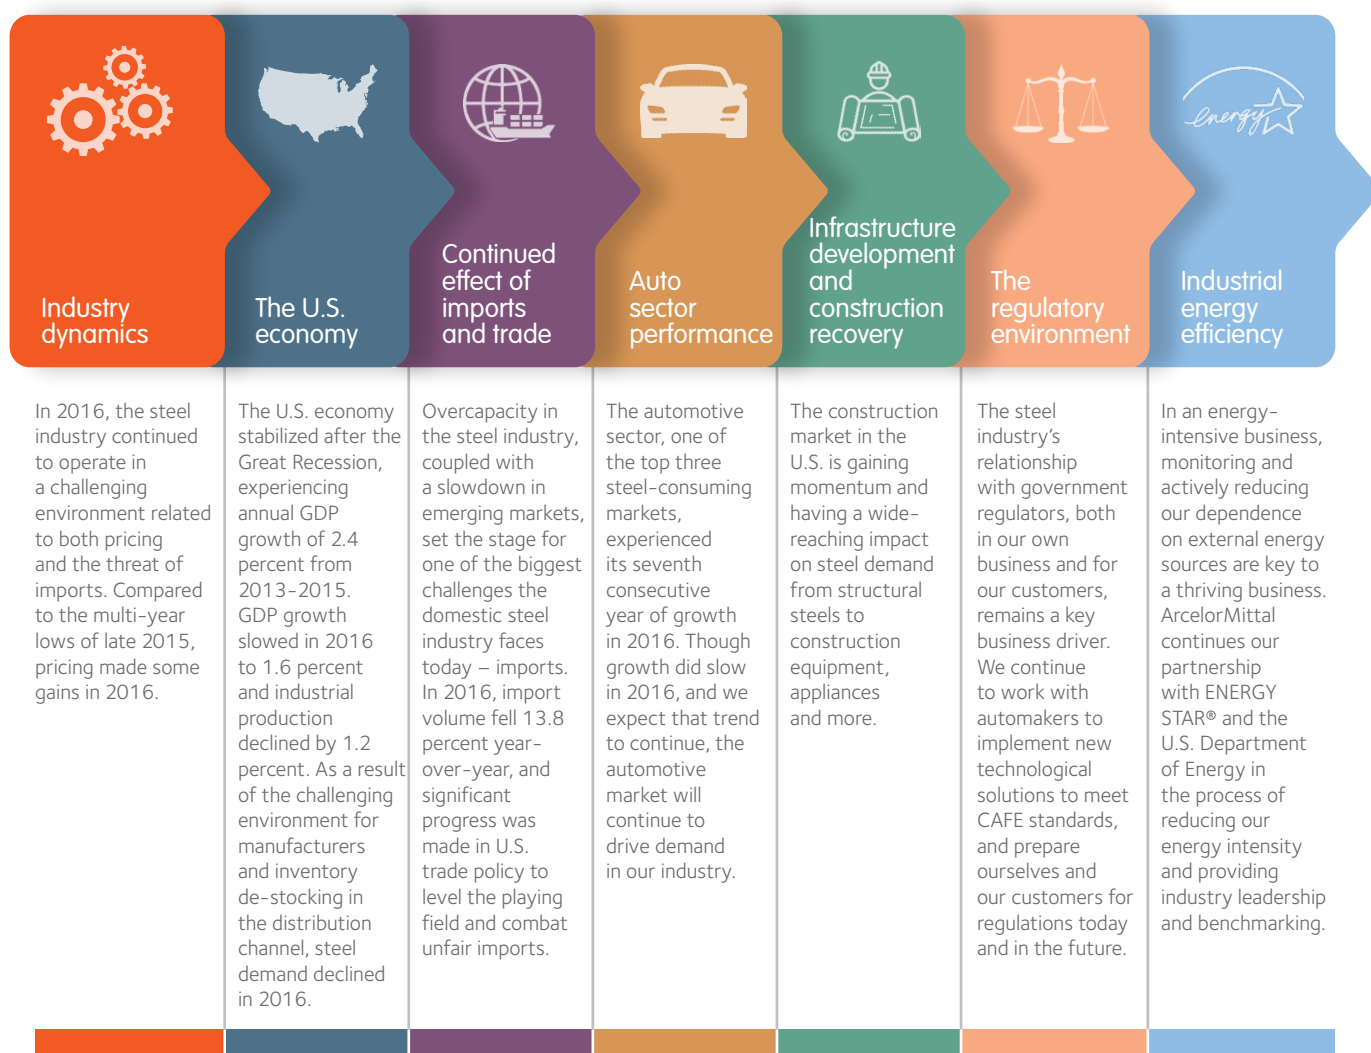 Industry
dynamics
The U.S.
economy
Continued
effect of
imports
and trade
Auto
sector
performance
Infrastructure
development
and
construction
recovery
The
regulatory
environment
energy
Industrial
energy
efficiency
In 2016, the steel
industry continued
to operate in
a challenging
environment related
to both pricing
and the threat of
imports. Compared
to the multi-year
lows of late 2015,
pricing made some
gains in 2016.
The U.S. economy
stabilized after the
Great Recession,
experiencing
annual GDP
growth of 2.4
percent from
2013-2015.
GDP growth
slowed in 2016
to 1.6 percent
and industrial
production
declined by 1.2
percent. As a result
of the challenging
environment for
manufacturers
and inventory
de-stocking in
the distribution
channel, steel
demand declined
in 2016.
Overcapacity in
the steel industry,
coupled with
a slowdown in
emerging markets,
set the stage for
one of the biggest
challenges the
domestic steel
industry faces
today – imports.
In 2016, import
volume fell 13.8
percent year-
over-year, and
significant
progress was
made in U.S.
trade policy to
level the playing
field and combat
unfair imports.
The automotive
sector, one of
the top three
steel-consuming
markets,
experienced
its seventh
consecutive
year of growth
in 2016. Though
growth did slow
in 2016, and we
expect that trend
to continue, the
automotive
market will
continue to
drive demand
in our industry.
The construction
market in the
U.S. is gaining
momentum and
having a wide-
reaching impact
on steel demand
from structural
steels to
construction
equipment,
appliances
and more.
The steel
industry's
relationship
with government
regulators, both
in our own
business and for
our customers,
remains a key
business driver.
We continue
to work with
automakers to
implement new
technological
solutions to meet
CAFE standards,
and prepare
ourselves and
our customers for
regulations today
and in the future.
In an energy-
intensive business,
monitoring and
actively reducing
our dependence
on external energy
sources are key to
a thriving business.
ArcelorMittal
continues our
partnership
with ENERGY
STAR® and the
U.S. Department
of Energy in
the process of
reducing our
energy intensity
and providing
industry leadership
and benchmarking.